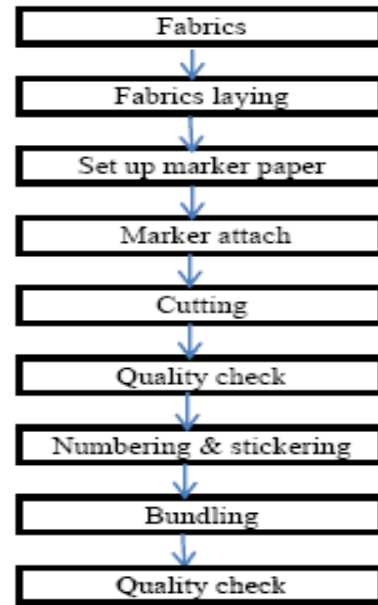 Fabrics
Fabrics laying
Set up marker paper
Marker attach
Cutting
Quality check
Numbering & stickering
Bundling
Quality check